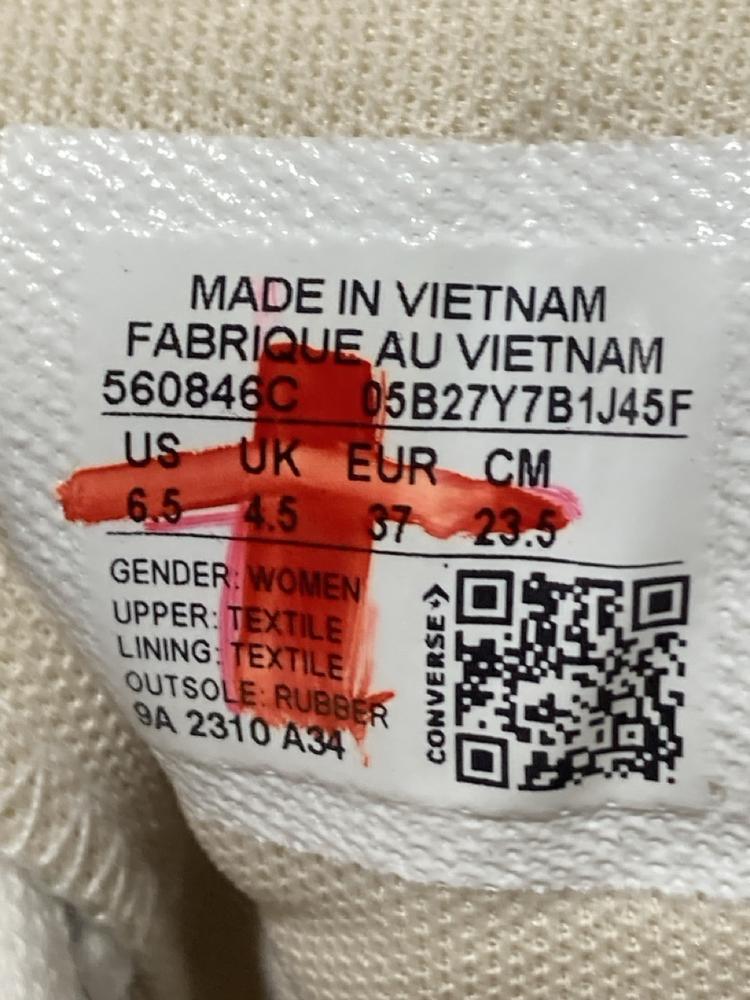 MADE IN VIETNAM
FABRIQUE AU VIETNAM
560846C 05B27Y7B1J45F
US UK EUR CM
6.5 4.5 37 23.5
GENDER: WOMEN
UPPER: TEXTILE
LINING: TEXTILE
OUTSOLE: RUBBER
9A 2310 A34
CONVERSE